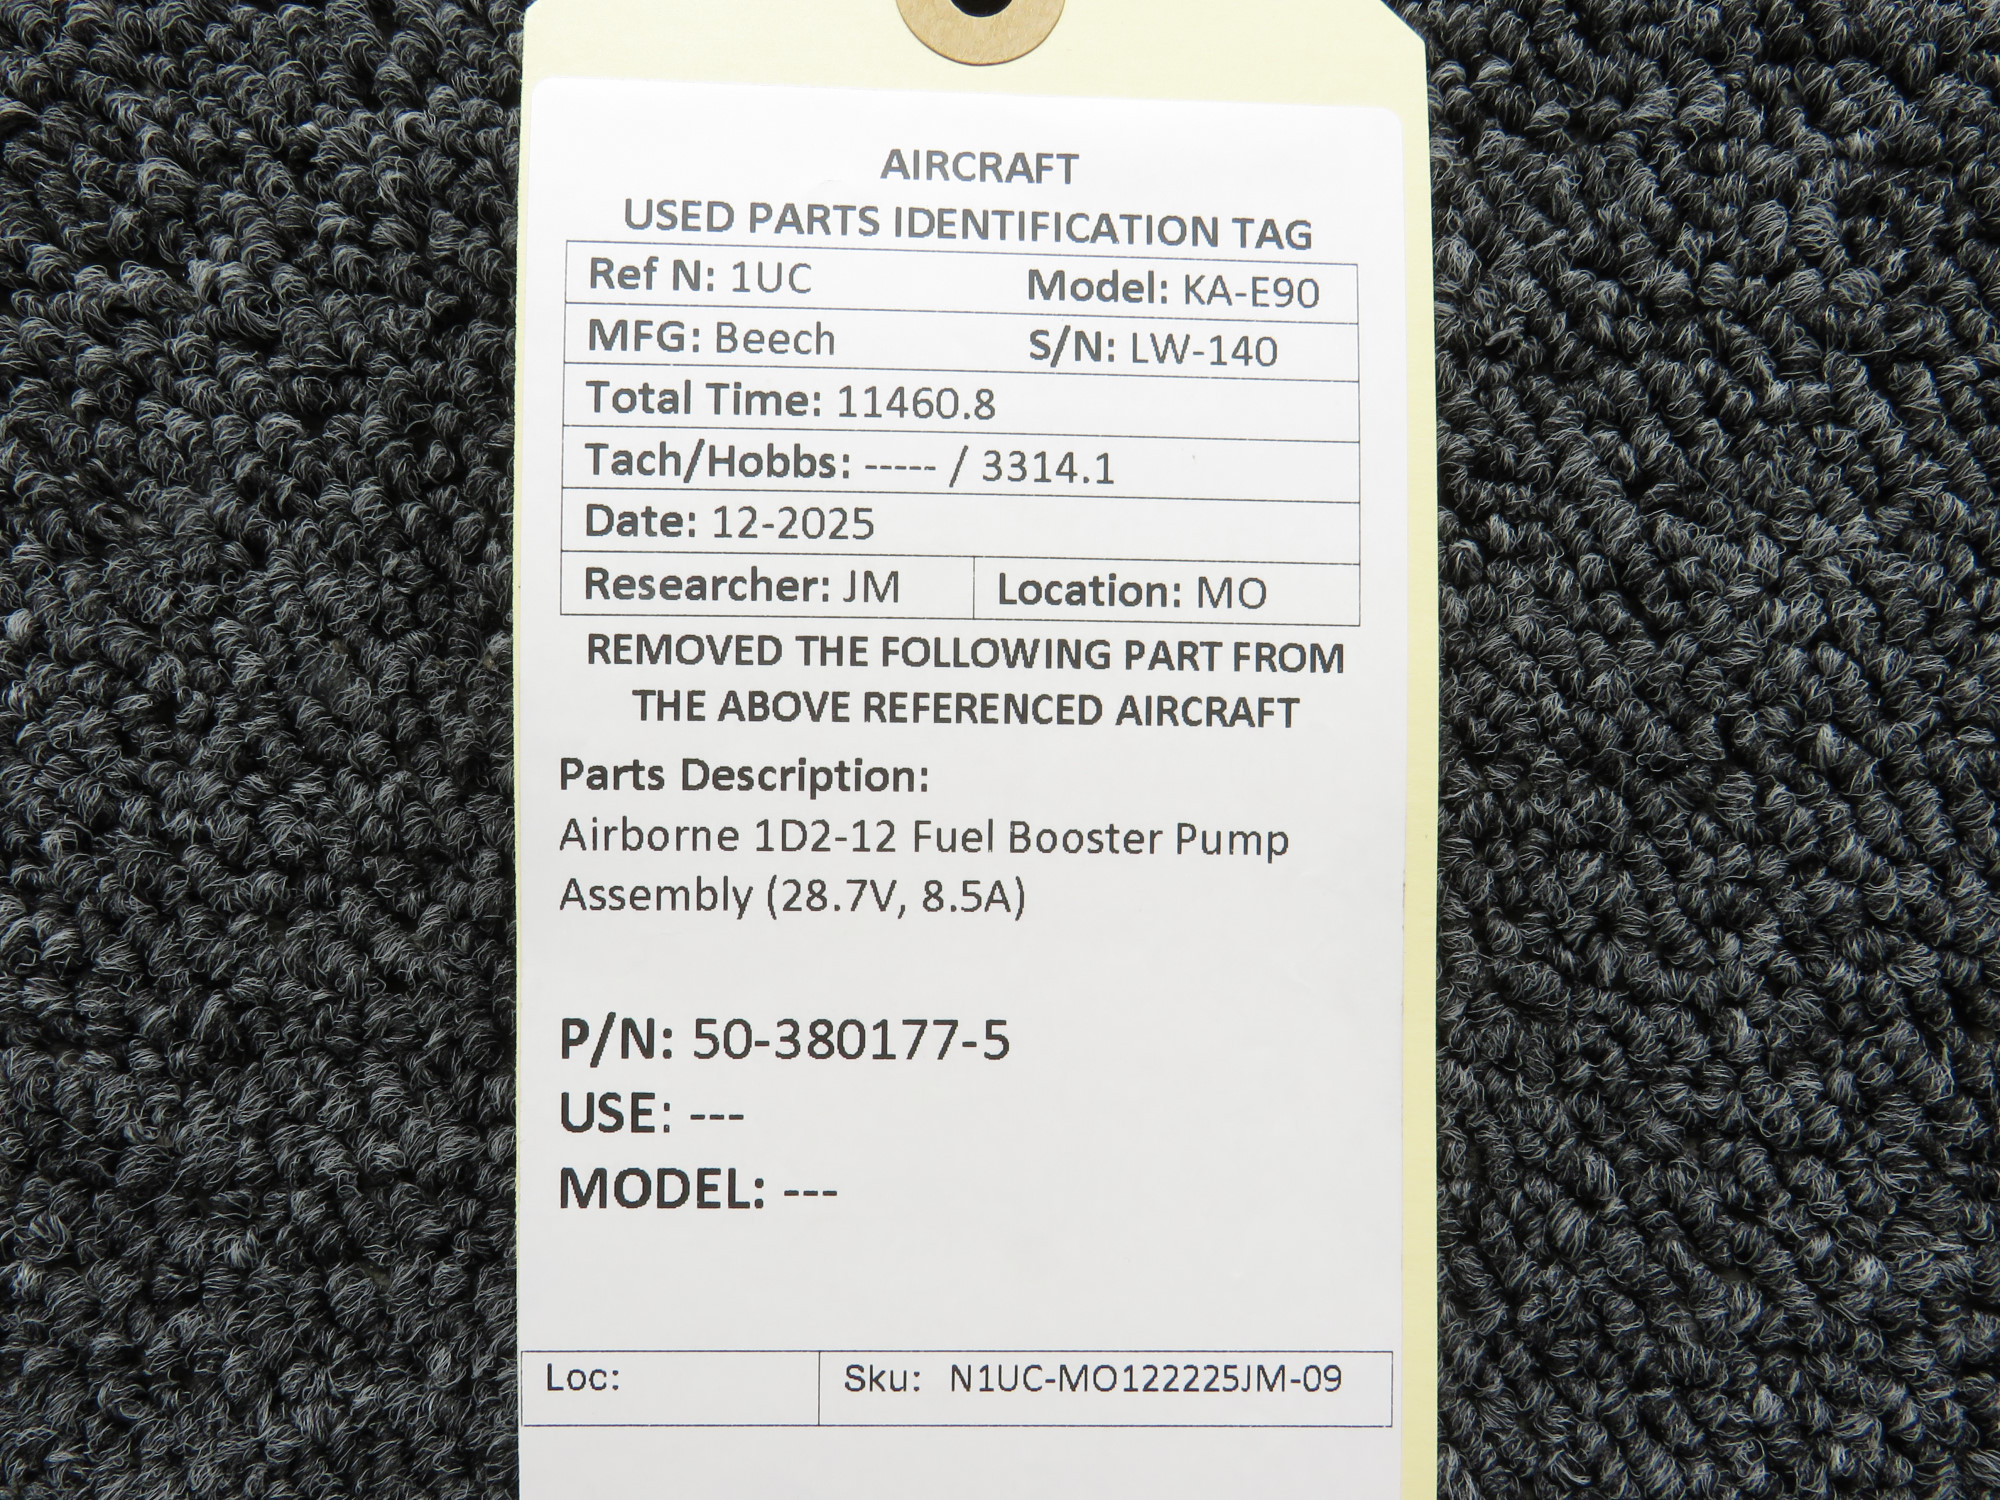 AIRCRAFT
USED PARTS IDENTIFICATION TAG
Ref N: 1UC Model: KA-E90
MFG: Beech S/N: LW-140
Total Time: 11460.8
Tach/Hobbs: ----- / 3314.1
Date: 12-2025
Researcher: JM Location: MO
REMOVED THE FOLLOWING PART FROM
THE ABOVE REFERENCED AIRCRAFT
Parts Description:
Airborne 1D2-12 Fuel Booster Pump
Assembly (28.7V, 8.5A)
P/N: 50-380177-5
USE: ---
MODEL: ---
Loc: Sku: N1UC-MO122225JM-09